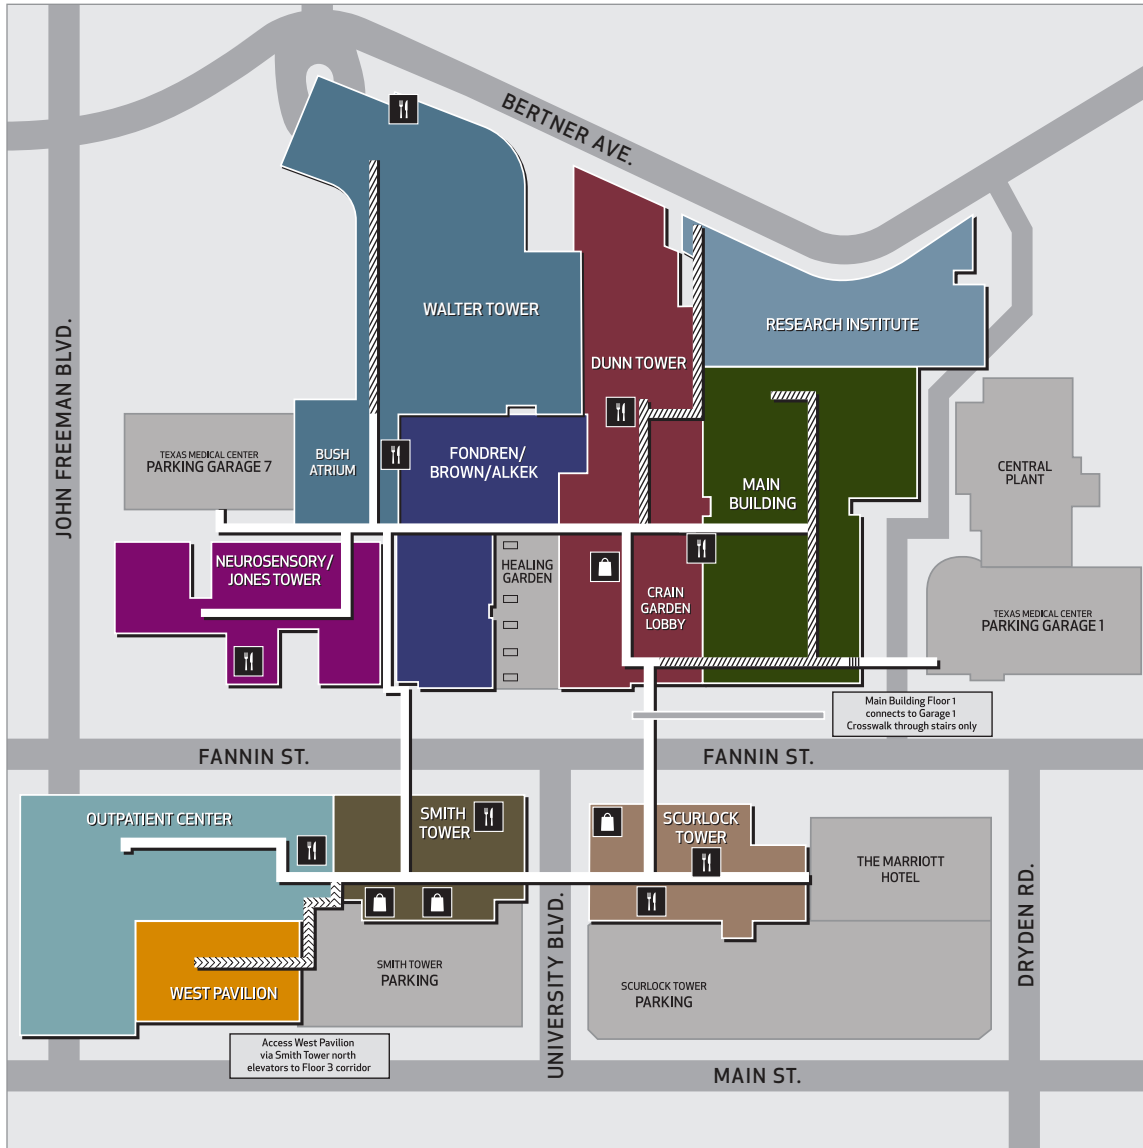 BERTNER AVE.
JOHN FREEMAN BLVD.
WALTER TOWER
RESEARCH INSTITUTE
DUNN TOWER
TEXAS MEDICAL CENTER
PARKING GARAGE 7
BUSH
ATRIUM
FONDREN/
BROWN/ALKEK
MAIN
BUILDING
CENTRAL
PLANT
NEUROSENSORY/
JONES TOWER
HEALING
GARDEN
CRAIN
GARDEN
LOBBY
TEXAS MEDICAL CENTER
PARKING GARAGE 1
Main Building Floor 1
connects to Garage 1
Crosswalk through stairs only
FANNIN ST.
FANNIN ST.
OUTPATIENT CENTER
SMITH
TOWER
SCURLOCK
TOWER
THE MARRIOTT
HOTEL
UNIVERSITY BLVD.
DRYDEN RD.
SMITH TOWER
PARKING
SCURLOCK TOWER
PARKING
WEST PAVILION
Access West Pavilion
via Smith Tower north
elevators to Floor 3 corridor
MAIN ST.